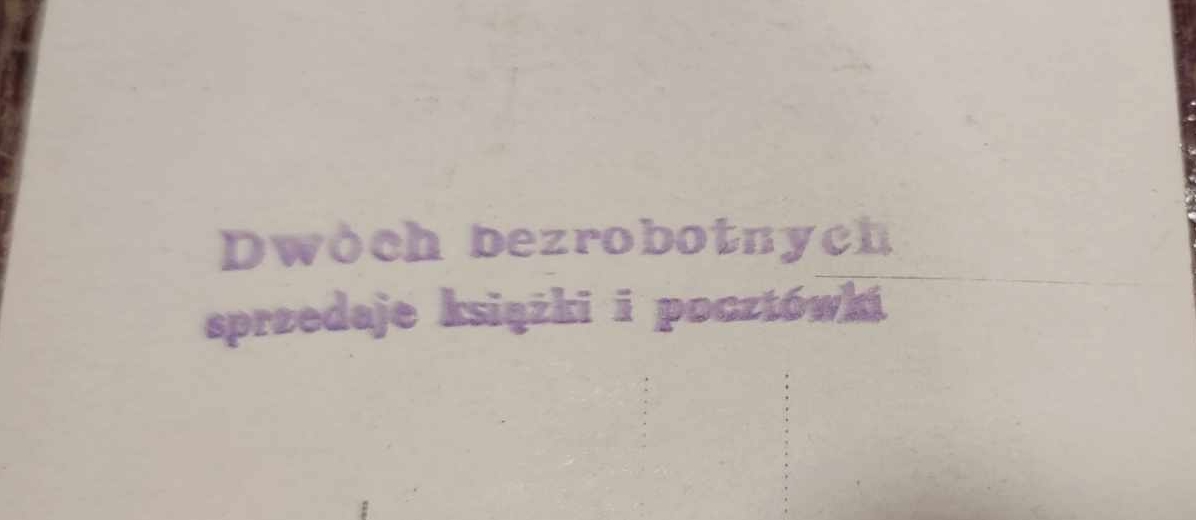 Dwóch bezrobotnych
sprzedaje książki i pocztówki